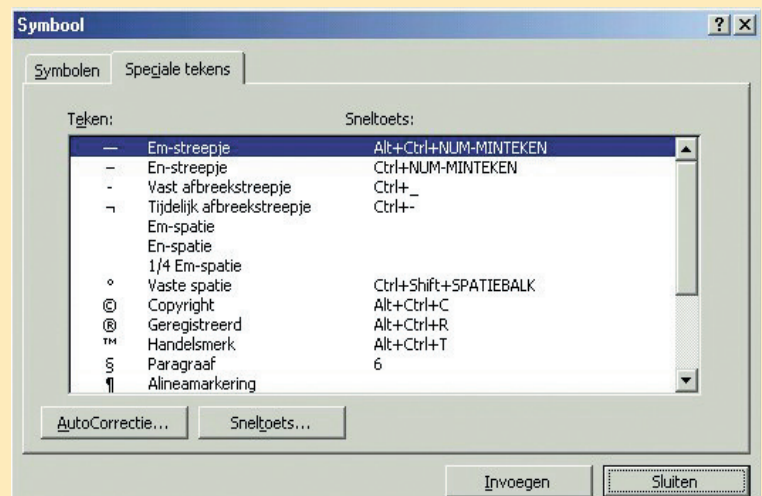 Symbool
Symbolen Speciale tekens
Teken: Sneltoets:
— Em-streepje Alt+Ctrl+NUM-MINTEKEN
– En-streepje Ctrl+NUM-MINTEKEN
- Vast afbreekstreepje Ctrl+_
¬ Tijdelijk afbreekstreepje Ctrl+-
Em-spatie
En-spatie
1/4 Em-spatie
° Vaste spatie Ctrl+Shift+SPATIEBALK
© Copyright Alt+Ctrl+C
® Geregistreerd Alt+Ctrl+R
™ Handelsmerk Alt+Ctrl+T
§ Paragraaf 6
¶ Alineamarkering
AutoCorrectie... Sneltoets...
Invoegen Sluiten